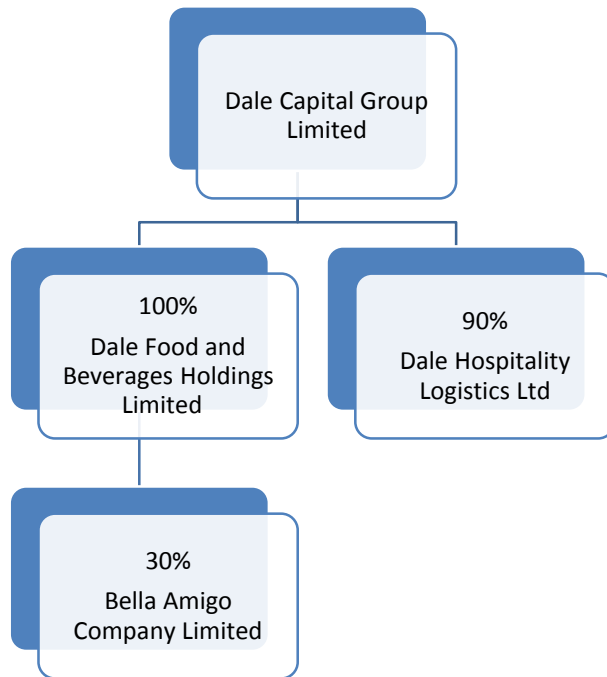 Dale Capital Group
Limited
100%
Dale Food and
Beverages Holdings
Limited
90%
Dale Hospitality
Logistics Ltd
30%
Bella Amigo
Company Limited